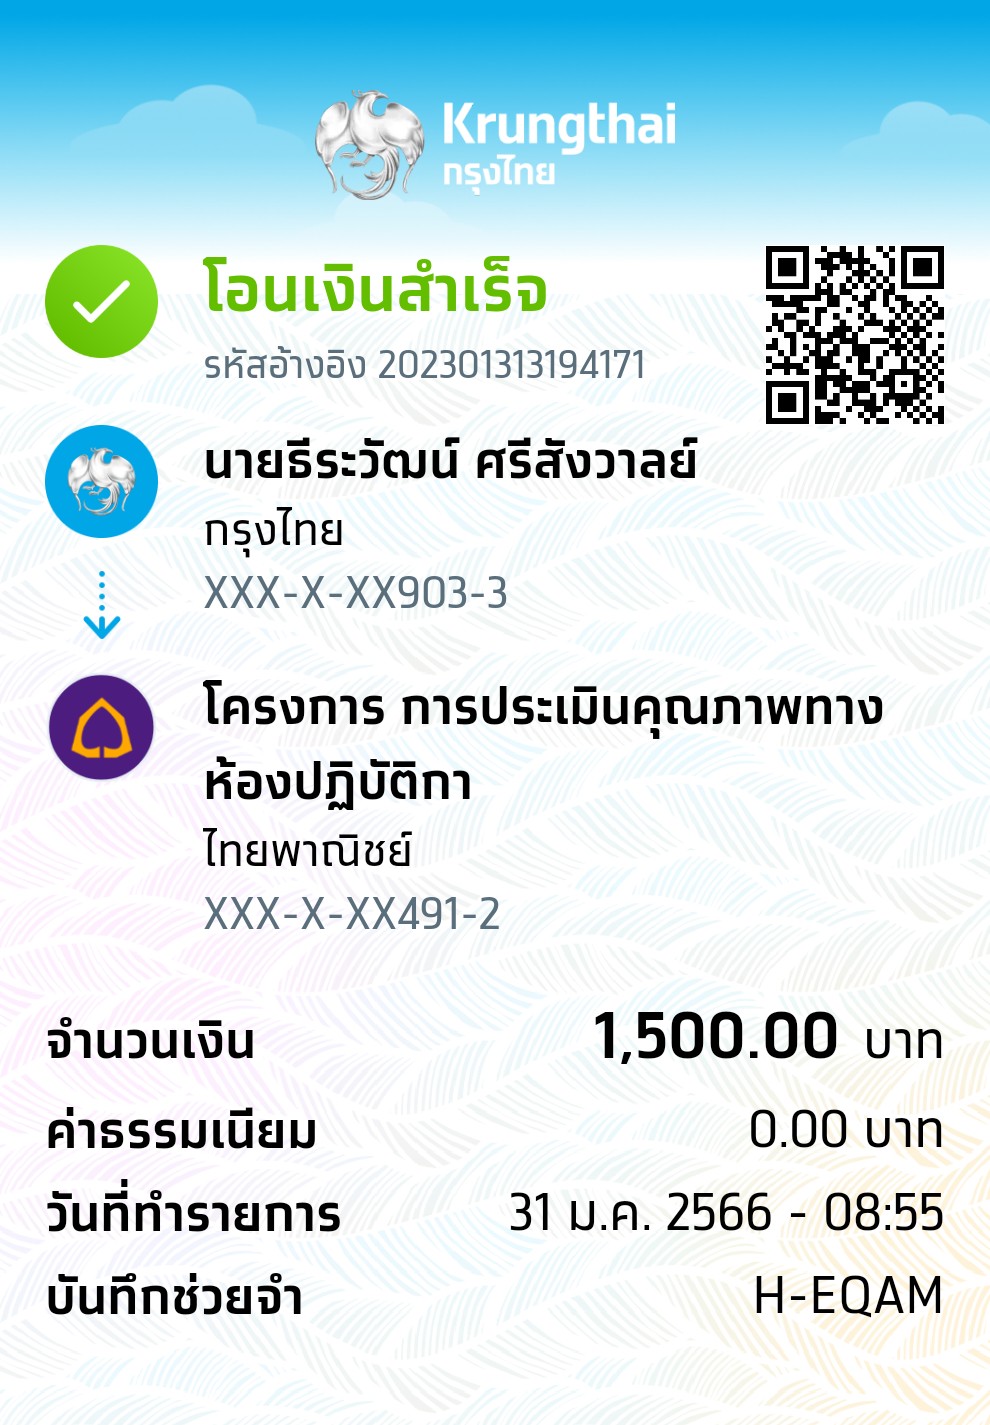 Krungthai
กรุงไทย
โอนเงินสำเร็จ
รหัสอ้างอิง 202301313194171
นายธีระวัฒน์ ศรีสังวาลย์
กรุงไทย
XXX-X-XX903-3
โครงการ การประเมินคุณภาพทาง
ห้องปฏิบัติกา
ไทยพาณิชย์
XXX-X-XX491-2
จำนวนเงิน 1,500.00 บาท
ค่าธรรมเนียม 0.00 บาท
วันที่ทำรายการ 31 ม.ค. 2566 - 08:55
บันทึกช่วยจำ H-EQAM